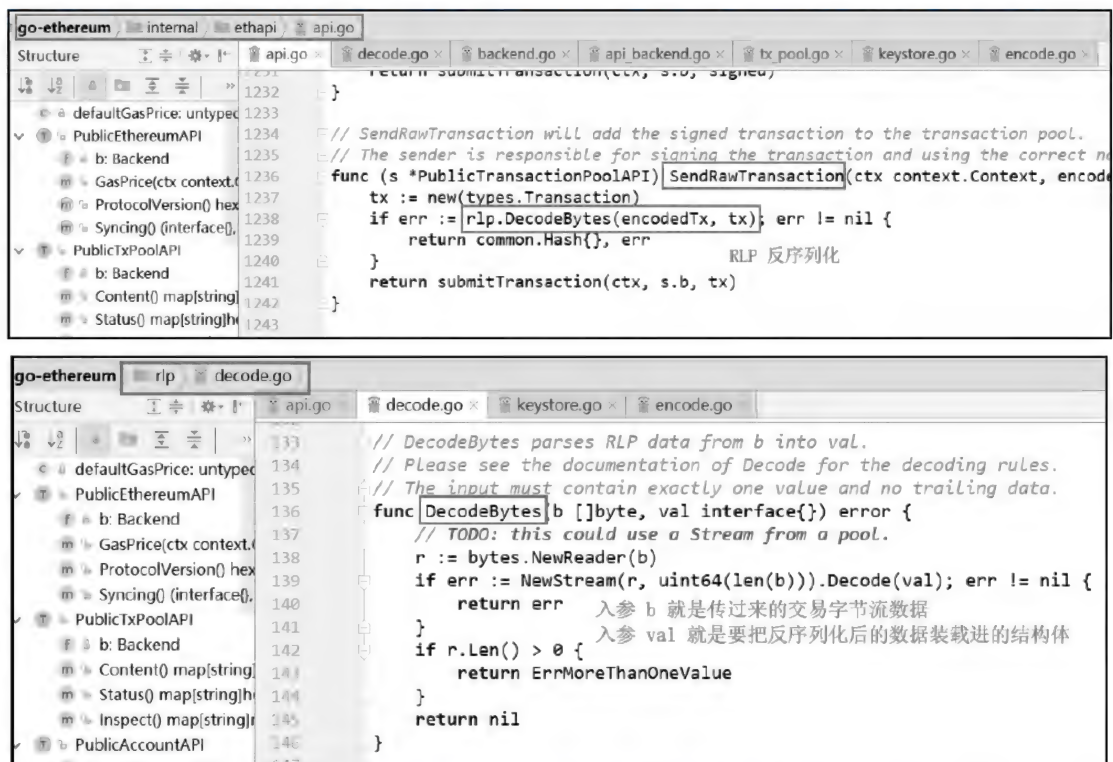 go-ethereum internal ethapi api.go
Structure api.go decode.go backend.go api_backend.go tx_pool.go keystore.go encode.go
1231 return submitTransaction(ctx, s.b, signed)
1232 }
defaultGasPrice: untyped 1233
PublicEthereumAPI 1234 // SendRawTransaction will add the signed transaction to the transaction pool.
b: Backend 1235 // The sender is responsible for signing the transaction and using the correct no
GasPrice(ctx context.C 1236 func (s *PublicTransactionPoolAPI) SendRawTransaction(ctx context.Context, encode
ProtocolVersion() hex 1237 tx := new(types.Transaction)
Syncing() (interface{}, 1238 if err := rlp.DecodeBytes(encodedTx, tx); err != nil {
PublicTxPoolAPI 1239 return common.Hash{}, err
b: Backend 1240 } RLP 反序列化
Content() map[string] 1241 return submitTransaction(ctx, s.b, tx)
Status() map[string]h 1242 }
1243
go-ethereum rlp decode.go
Structure api.go decode.go keystore.go encode.go
133 // DecodeBytes parses RLP data from b into val.
defaultGasPrice: untyped 134 // Please see the documentation of Decode for the decoding rules.
PublicEthereumAPI 135 // The input must contain exactly one value and no trailing data.
b: Backend 136 func DecodeBytes(b []byte, val interface{}) error {
GasPrice(ctx context.C 137 // TODO: this could use a Stream from a pool.
ProtocolVersion() hex 138 r := bytes.NewReader(b)
Syncing() (interface{}, 139 if err := NewStream(r, uint64(len(b))).Decode(val); err != nil {
PublicTxPoolAPI 140 return err 入参 b 就是传过来的交易字节流数据
b: Backend 141 } 入参 val 就是要把反序列化后的数据装载进的结构体
Content() map[string] 142 if r.Len() > 0 {
Status() map[string]h 143 return ErrMoreThanOneValue
Inspect() map[string]r 144 }
PublicAccountAPI 145 return nil
146 }
147